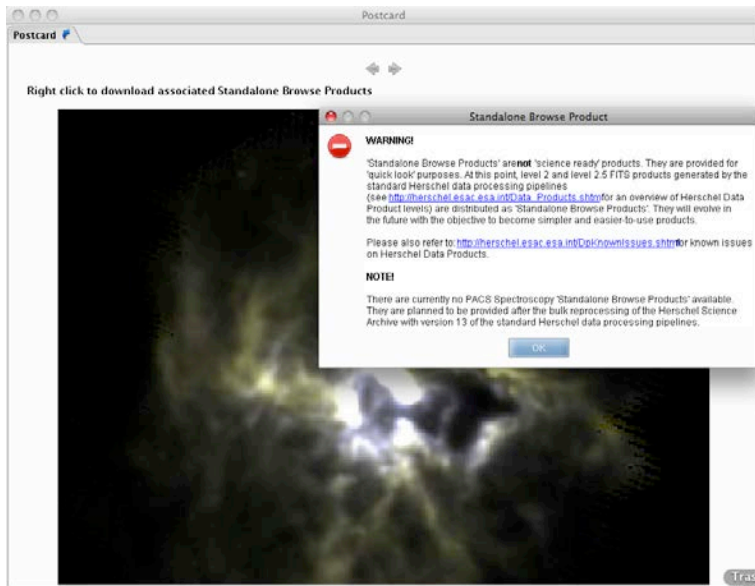 Postcard
Postcard
Right click to download associated Standalone Browse Products
Standalone Browse Product
WARNING!
'Standalone Browse Products' arenot 'science ready' products. They are provided for
'quick look' purposes. At this point, level 2 and level 2.5 FITS products generated by the
standard Herschel data processing pipelines
(see http://herschel.esac.esa.int/Data_Products.shtmfor an overview of Herschel Data
Product levels) are distributed as 'Standalone Browse Products'. They will evolve in
the future with the objective to become simpler and easier-to-use products.
Please also refer to: http://herschel.esac.esa.int/DpKnownIssues.shtmfor known issues
on Herschel Data Products.
NOTE!
There are currently no PACS Spectroscopy 'Standalone Browse Products' available.
They are planned to be provided after the bulk reprocessing of the Herschel Science
Archive with version 13 of the standard Herschel data processing pipelines.
OK